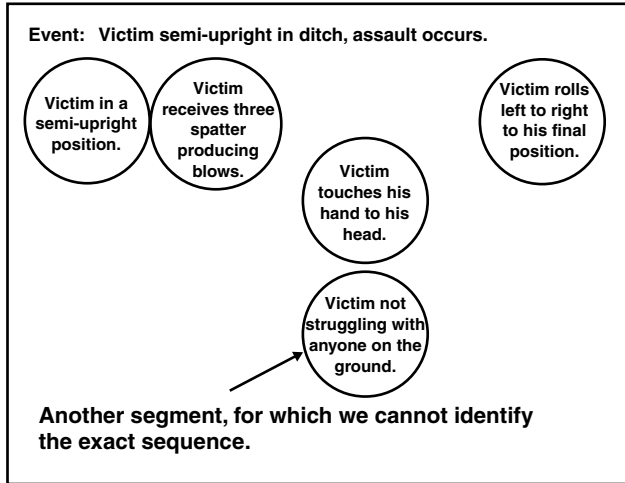 Event:  Victim semi-upright in ditch, assault occurs.
Victim in a
semi-upright
position.
Victim
receives three
spatter
producing
blows.
Victim rolls
left to right
to his final
position.
Victim
touches his
hand to his
head.
Victim not
struggling with
anyone on the
ground.
Another segment, for which we cannot identify
the exact sequence.